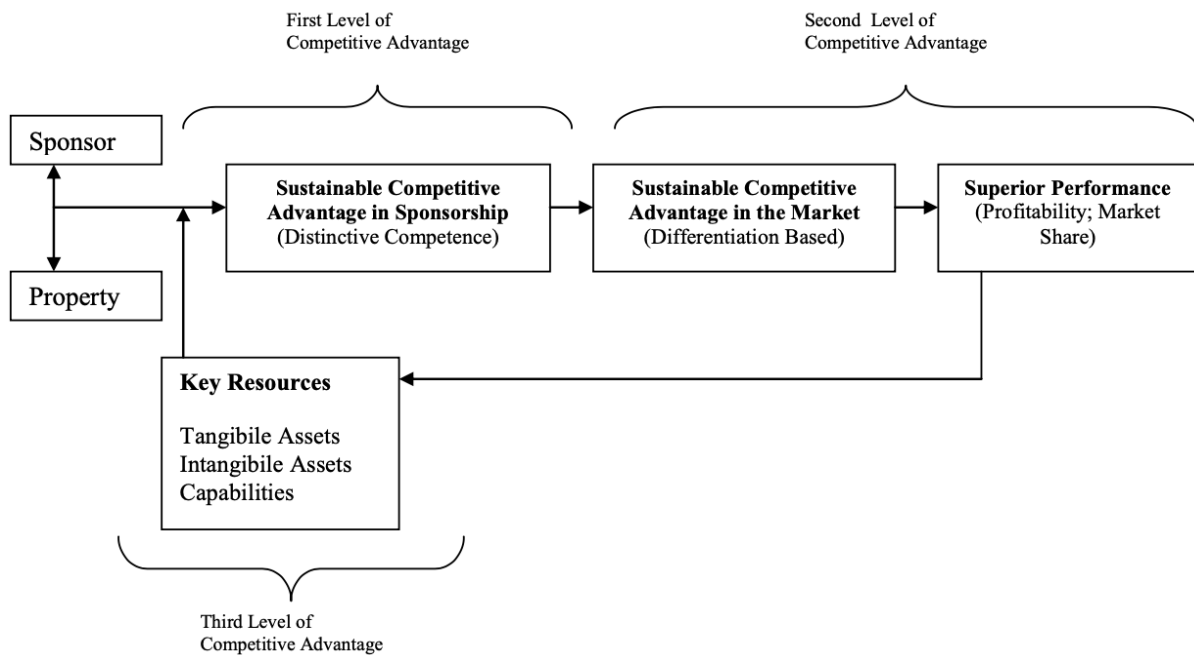 First Level of
Competitive Advantage
Second Level of
Competitive Advantage
Sponsor
Property
Sustainable Competitive
Advantage in Sponsorship
(Distinctive Competence)
Sustainable Competitive
Advantage in the Market
(Differentiation Based)
Superior Performance
(Profitability; Market
Share)
Key Resources
Tangibile Assets
Intangibile Assets
Capabilities
Third Level of
Competitive Advantage